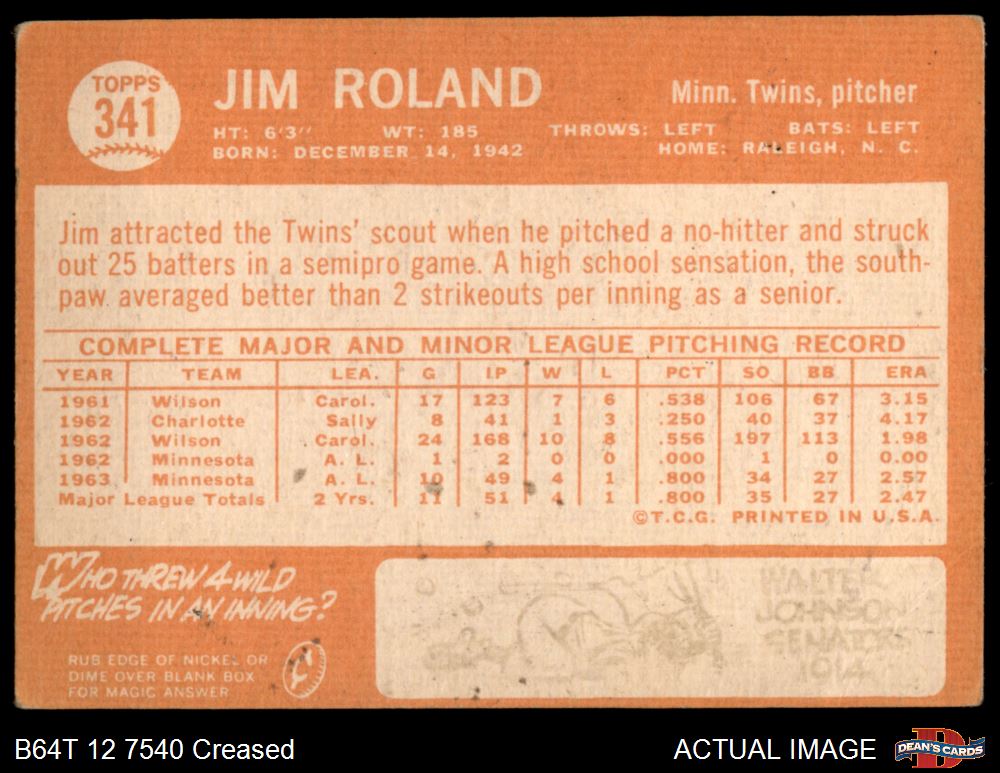 TOPPS
341
JIM ROLAND
Minn. Twins, pitcher
HT: 6'3" WT: 185 THROWS: LEFT BATS: LEFT
BORN: DECEMBER 14, 1942 HOME: RALEIGH, N. C.
Jim attracted the Twins' scout when he pitched a no-hitter and struck
out 25 batters in a semipro game. A high school sensation, the south-
paw averaged better than 2 strikeouts per inning as a senior.
COMPLETE MAJOR AND MINOR LEAGUE PITCHING RECORD
YEAR TEAM LEA. G IP W L PCT SO BB ERA
1961 Wilson Carol. 17 123 7 6 .538 106 67 3.15
1962 Charlotte Sally 8 41 1 3 .250 40 37 4.17
1962 Wilson Carol. 24 168 10 8 .556 197 113 1.98
1962 Minnesota A. L. 1 2 0 0 .000 1 0 0.00
1963 Minnesota A. L. 10 49 4 1 .800 34 27 2.57
Major League Totals 2 Yrs. 11 51 4 1 .800 35 27 2.47
©T.C.G. PRINTED IN U.S.A.
WHO THREW 4 WILD
PITCHES IN AN INNING?
RUB EDGE OF NICKEL OR
DIME OVER BLANK BOX
FOR MAGIC ANSWER
WALTER
JOHNSON
SENATORS
1914
B64T 12 7540 Creased
ACTUAL IMAGE
DEAN'S CARDS